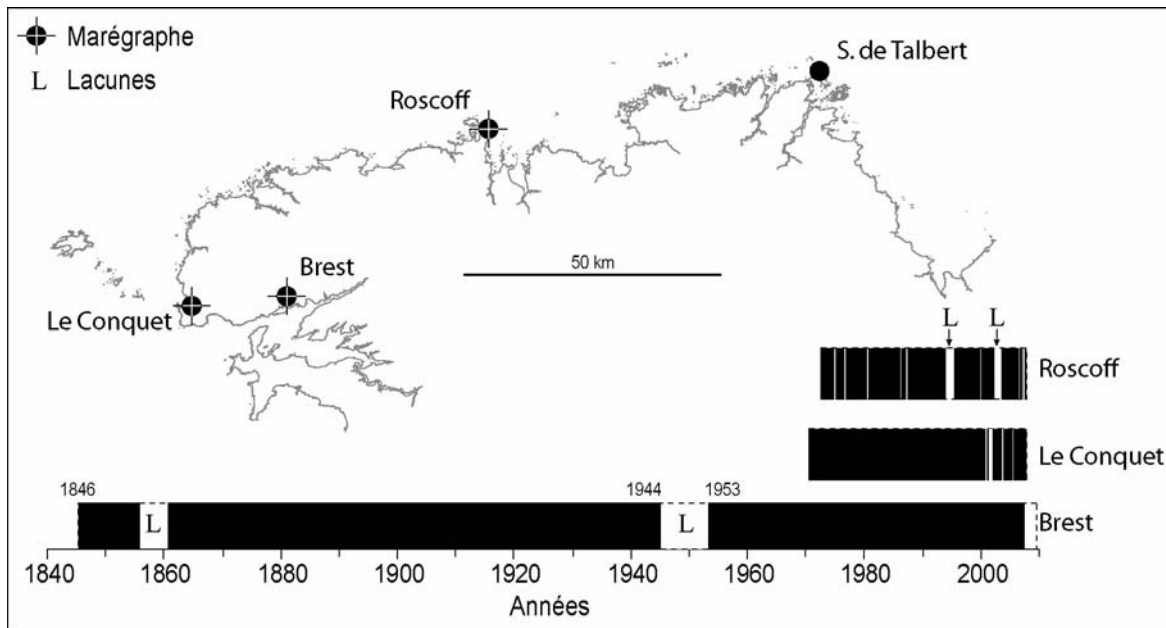 Marégraphe
L Lacunes
S. de Talbert
Roscoff
Brest
50 km
Le Conquet
L L
Roscoff
Le Conquet
1846 1944 1953
L L Brest
1840 1860 1880 1900 1920 1940 1960 1980 2000
Années